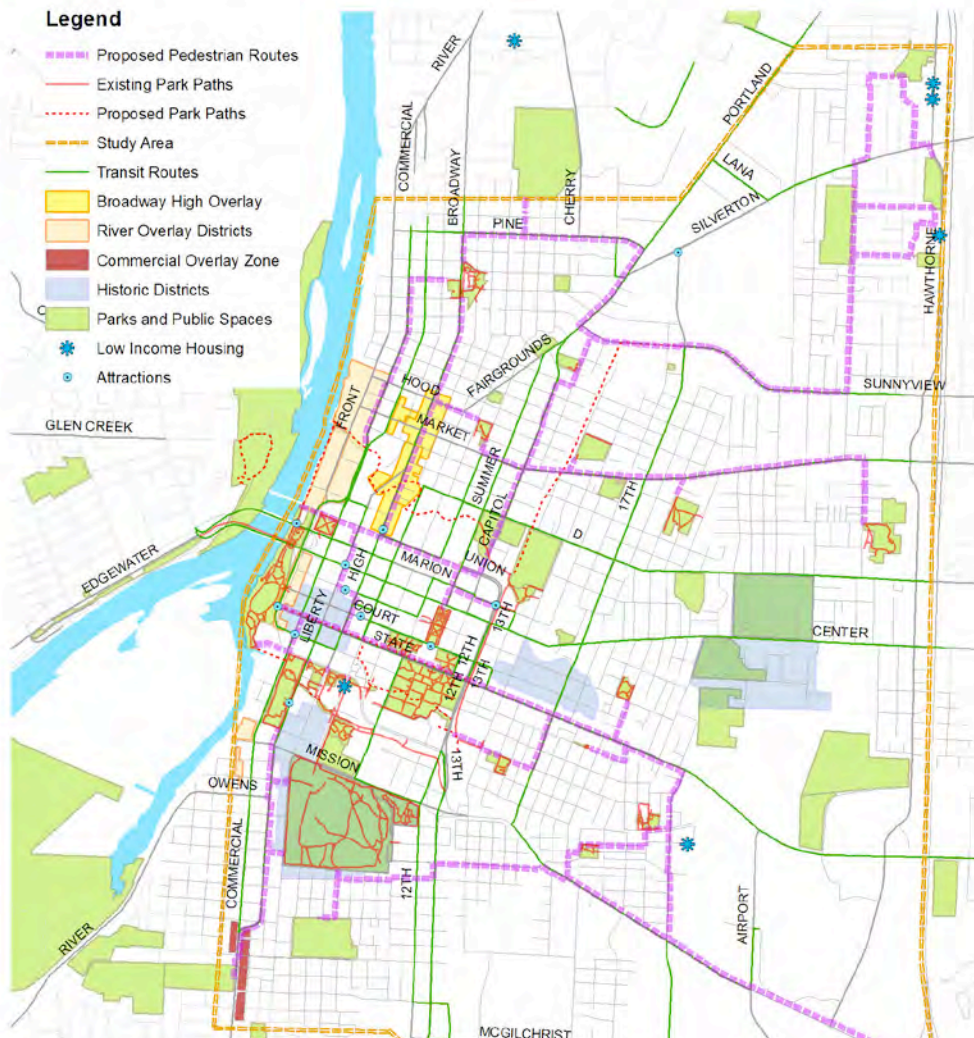 Legend
Proposed Pedestrian Routes
Existing Park Paths
Proposed Park Paths
Study Area
Transit Routes
Broadway High Overlay
River Overlay Districts
Commercial Overlay Zone
Historic Districts
Parks and Public Spaces
Low Income Housing
Attractions
RIVER
COMMERCIAL
BROADWAY
CHERRY
PORTLAND
LANA
SILVERTON
PINE
HAWTHORNE
FAIRGROUNDS
HOOD
SUNNYVIEW
FRONT
MARKET
GLEN CREEK
SUMMER
17TH
CAPITOL
D
EDGEWATER
UNION
MARION
HIGH
13TH
LIBERTY
COURT
STATE
CENTER
12TH
12TH
13TH
MISSION
13TH
OWENS
COMMERCIAL
12TH
RIVER
AIRPORT
MCGILCHRIST